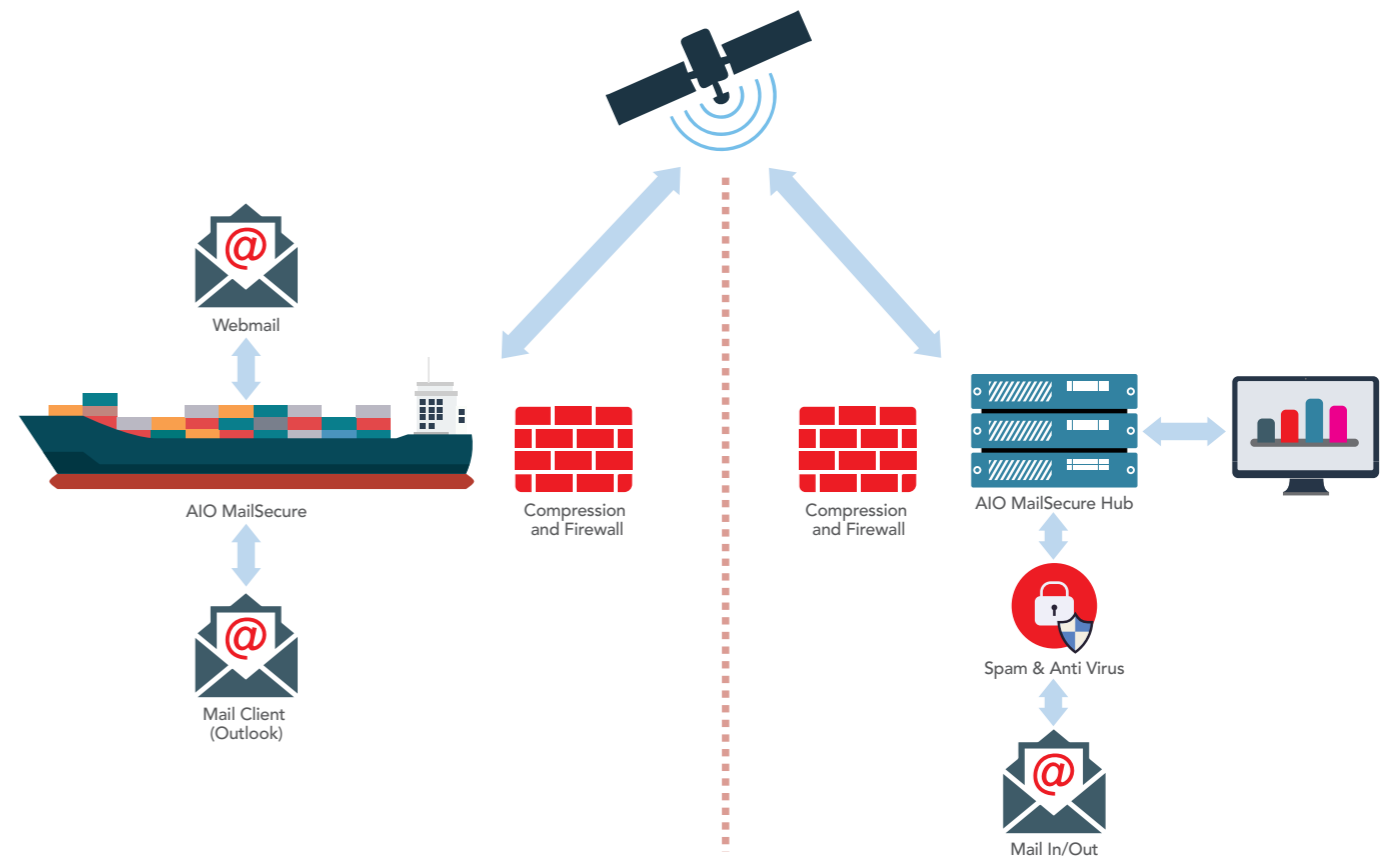 @
Webmail
AIO MailSecure
@
Mail Client
(Outlook)
Compression
and Firewall
Compression
and Firewall
AIO MailSecure Hub
Spam & Anti Virus
@
Mail In/Out